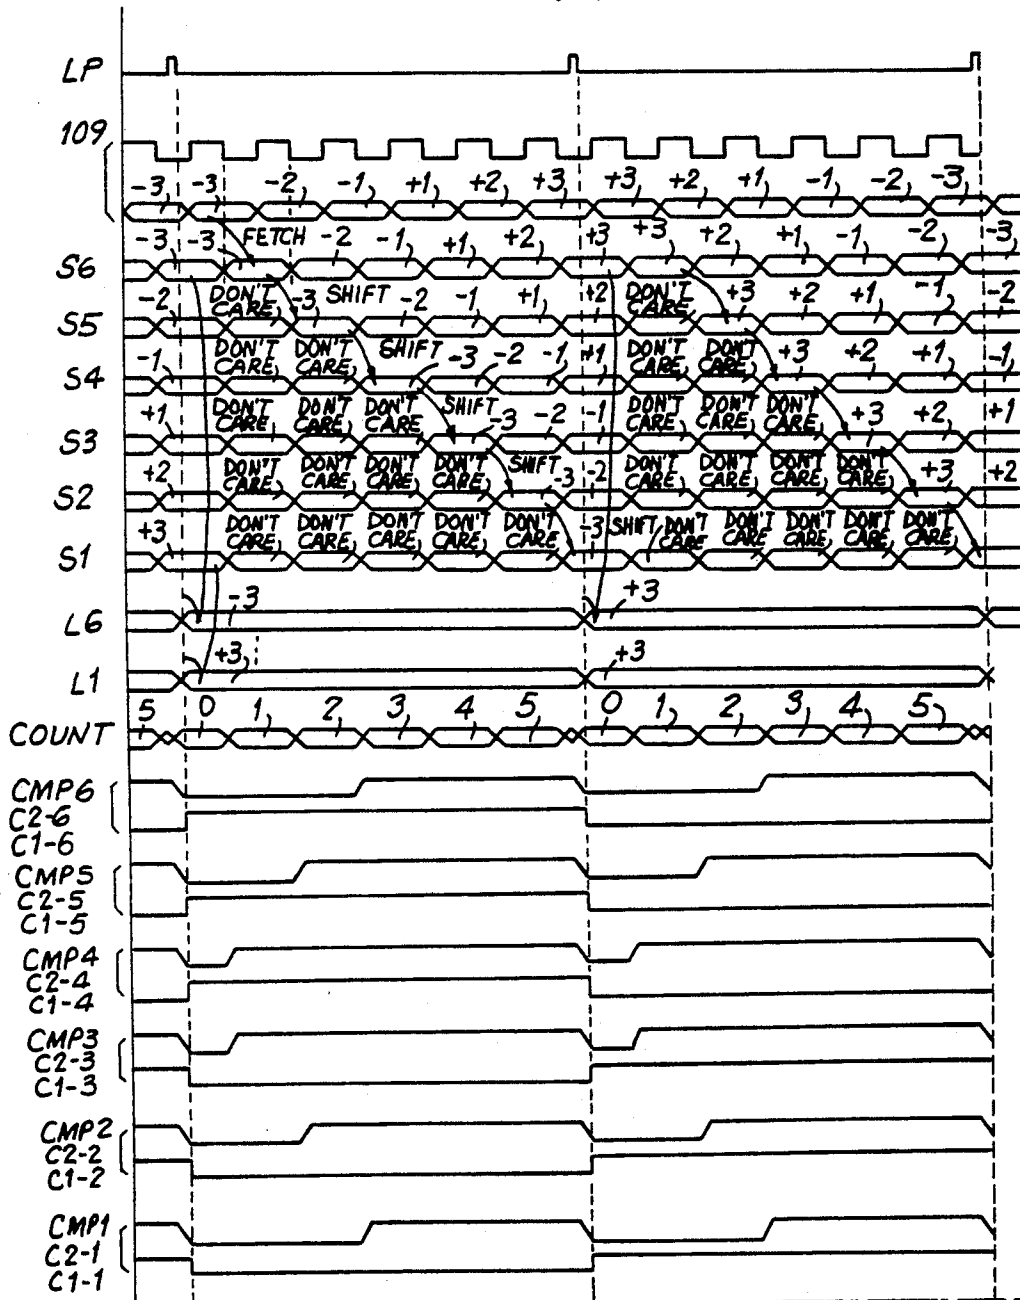 LP
109
-3 -3 -2 -1 +1 +2 +3 +3 +2 +1 -1 -2 -3
-3 -3 FETCH -2 -1 +1 +2 +3 +3 +2 +1 -1 -2 -3
S6
DON'T CARE DON'T CARE
-2 -3 SHIFT -2 -1 +1 +2 +3 +2 +1 -1 -2
S5
DON'T CARE DON'T CARE DON'T CARE DON'T CARE
-1 SHIFT -3 -2 -1 +1 +3 +2 +1 -1
S4
DON'T CARE DON'T CARE DON'T CARE SHIFT DON'T CARE DON'T CARE DON'T CARE
+1 -3 -2 -1 +3 +2 +1
S3
DON'T CARE DON'T CARE DON'T CARE DON'T CARE SHIFT DON'T CARE DON'T CARE DON'T CARE DON'T CARE
+2 -3 -2 +3 +2
S2
DON'T CARE DON'T CARE DON'T CARE DON'T CARE DON'T CARE SHIFT DON'T CARE DON'T CARE DON'T CARE DON'T CARE DON'T CARE
+3 -3
S1
L6 -3 +3
L1 +3 +3
5 0 1 2 3 4 5 0 1 2 3 4 5
COUNT
CMP6
C2-6
C1-6
CMP5
C2-5
C1-5
CMP4
C2-4
C1-4
CMP3
C2-3
C1-3
CMP2
C2-2
C1-2
CMP1
C2-1
C1-1